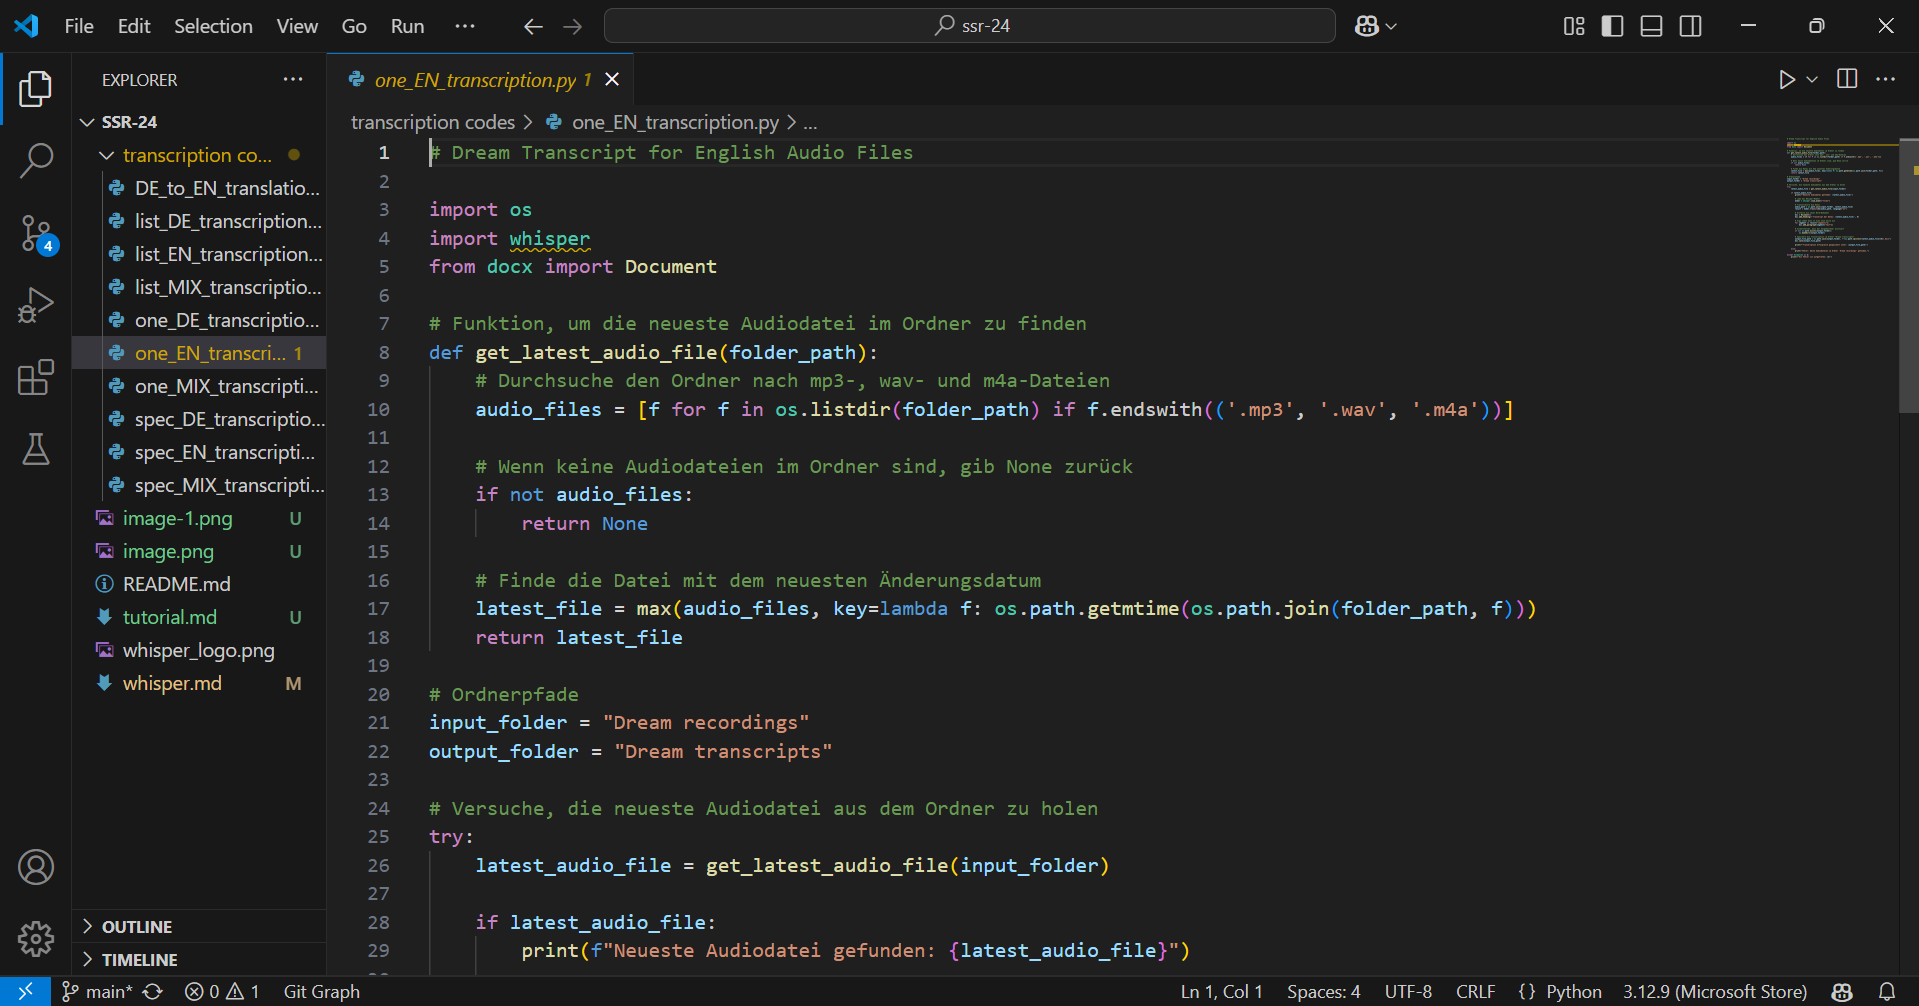 File Edit Selection View Go Run ··· ssr-24
EXPLORER ···
SSR-24
transcription co...
DE_to_EN_translatio...
list_DE_transcription...
list_EN_transcription...
list_MIX_transcriptio...
one_DE_transcriptio...
one_EN_transcri... 1
one_MIX_transcripti...
spec_DE_transcriptio...
spec_EN_transcripti...
spec_MIX_transcripti...
image-1.png U
image.png U
README.md
tutorial.md U
whisper_logo.png
whisper.md M
OUTLINE
TIMELINE
4
one_EN_transcription.py 1
transcription codes > one_EN_transcription.py > ...
1 # Dream Transcript for English Audio Files
2
3 import os
4 import whisper
5 from docx import Document
6
7 # Funktion, um die neueste Audiodatei im Ordner zu finden
8 def get_latest_audio_file(folder_path):
9     # Durchsuche den Ordner nach mp3-, wav- und m4a-Dateien
10     audio_files = [f for f in os.listdir(folder_path) if f.endswith(('.mp3', '.wav', '.m4a'))]
11
12     # Wenn keine Audiodateien im Ordner sind, gib None zurück
13     if not audio_files:
14         return None
15
16     # Finde die Datei mit dem neuesten Änderungsdatum
17     latest_file = max(audio_files, key=lambda f: os.path.getmtime(os.path.join(folder_path, f)))
18     return latest_file
19
20 # Ordnerpfade
21 input_folder = "Dream recordings"
22 output_folder = "Dream transcripts"
23
24 # Versuche, die neueste Audiodatei aus dem Ordner zu holen
25 try:
26     latest_audio_file = get_latest_audio_file(input_folder)
27
28     if latest_audio_file:
29         print(f"Neueste Audiodatei gefunden: {latest_audio_file}")
main* 0 1 Git Graph Ln 1, Col 1 Spaces: 4 UTF-8 CRLF {} Python 3.12.9 (Microsoft Store)